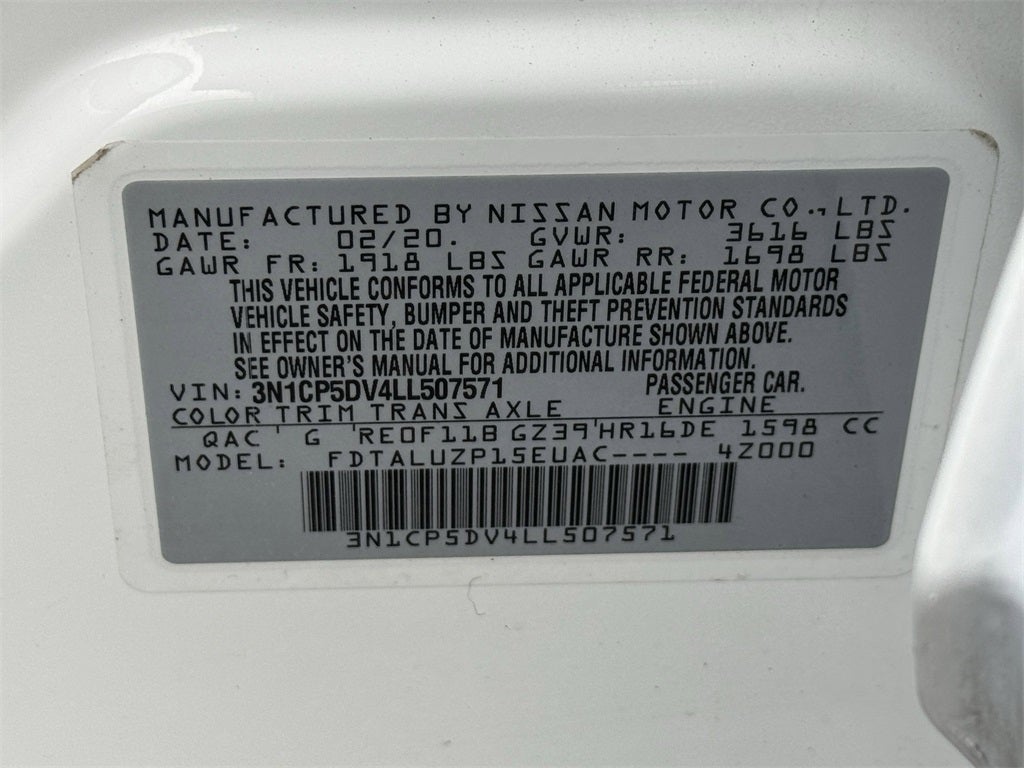 MANUFACTURED BY NISSAN MOTOR CO., LTD.
DATE: 02/20. GVWR: 3616 LBS
GAWR FR: 1918 LBS GAWR RR: 1698 LBS
THIS VEHICLE CONFORMS TO ALL APPLICABLE FEDERAL MOTOR
VEHICLE SAFETY, BUMPER AND THEFT PREVENTION STANDARDS
IN EFFECT ON THE DATE OF MANUFACTURE SHOWN ABOVE.
SEE OWNER'S MANUAL FOR ADDITIONAL INFORMATION.
VIN: 3N1CP5DV4LL507571 PASSENGER CAR.
COLOR TRIM TRANS AXLE ENGINE
QAC G RE0F11B GZ39 HR16DE 1598 CC
MODEL: FDTALUZP15EUAC---- 4Z000
3N1CP5DV4LL507571